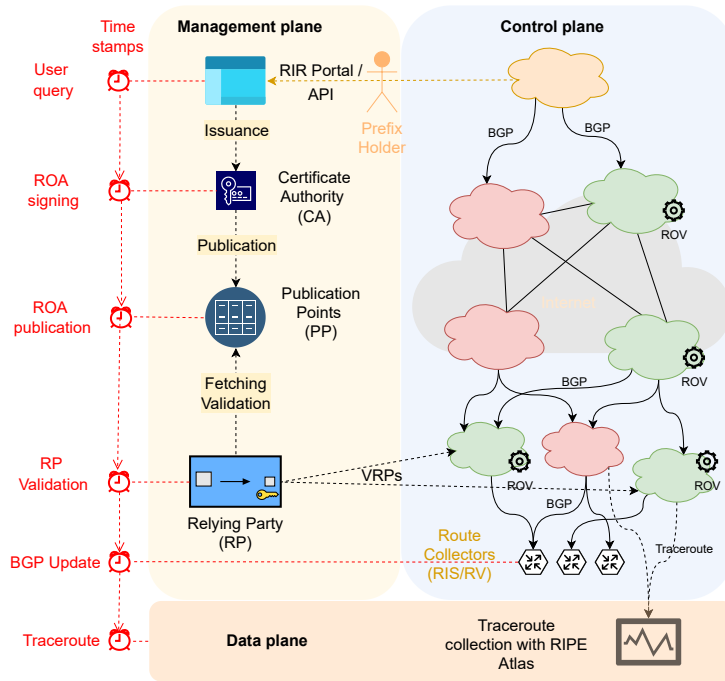 Time
stamps
Management plane
Control plane
User
query
RIR Portal /
API
Prefix
Holder
BGP
BGP
Issuance
ROA
signing
Certificate
Authority
(CA)
ROV
Publication
Internet
ROA
publication
Publication
Points
(PP)
ROV
Fetching
Validation
BGP
RP
Validation
VRPs
ROV
ROV
BGP
Relying Party
(RP)
BGP Update
Route
Collectors
(RIS/RV)
Traceroute
Traceroute
Data plane
Traceroute
collection with RIPE
Atlas